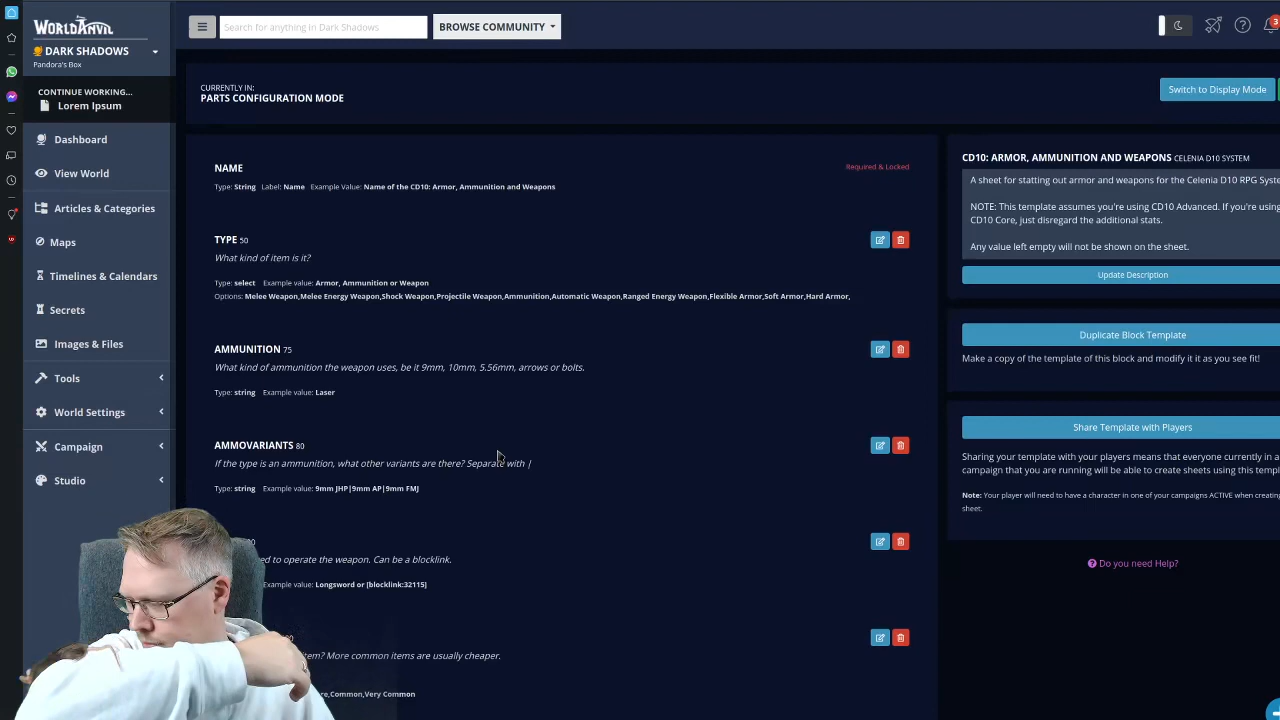 WORLDANVIL
DARK SHADOWS
Pandora's Box
CONTINUE WORKING...
Lorem Ipsum
Dashboard
View World
Articles & Categories
Maps
Timelines & Calendars
Secrets
Images & Files
Tools
World Settings
Campaign
Studio
Search for anything in Dark Shadows
BROWSE COMMUNITY
3
CURRENTLY IN:
PARTS CONFIGURATION MODE
Switch to Display Mode
NAME
Required & Locked
Type: String Label: Name Example Value: Name of the CD10: Armor, Ammunition and Weapons
TYPE 50
What kind of item is it?
Type: select Example value: Armor, Ammunition or Weapon
Options: Melee Weapon,Melee Energy Weapon,Shock Weapon,Projectile Weapon,Ammunition,Automatic Weapon,Ranged Energy Weapon,Flexible Armor,Soft Armor,Hard Armor,
AMMUNITION 75
What kind of ammunition the weapon uses, be it 9mm, 10mm, 5.56mm, arrows or bolts.
Type: string Example value: Laser
AMMOVARIANTS 80
If the type is an ammunition, what other variants are there? Separate with |
Type: string Example value: 9mm JHP|9mm AP|9mm FMJ
to operate the weapon. Can be a blocklink.
Example value: Longsword or [blocklink:32115]
item? More common items are usually cheaper.
,Common,Very Common
CD10: ARMOR, AMMUNITION AND WEAPONS CELENIA D10 SYSTEM
A sheet for statting out armor and weapons for the Celenia D10 RPG Syste
NOTE: This template assumes you're using CD10 Advanced. If you're using
CD10 Core, just disregard the additional stats.
Any value left empty will not be shown on the sheet.
Update Description
Duplicate Block Template
Make a copy of the template of this block and modify it it as you see fit!
Share Template with Players
Sharing your template with your players means that everyone currently in a
campaign that you are running will be able to create sheets using this temp
Note: Your player will need to have a character in one of your campaigns ACTIVE when creating
sheet.
Do you need Help?